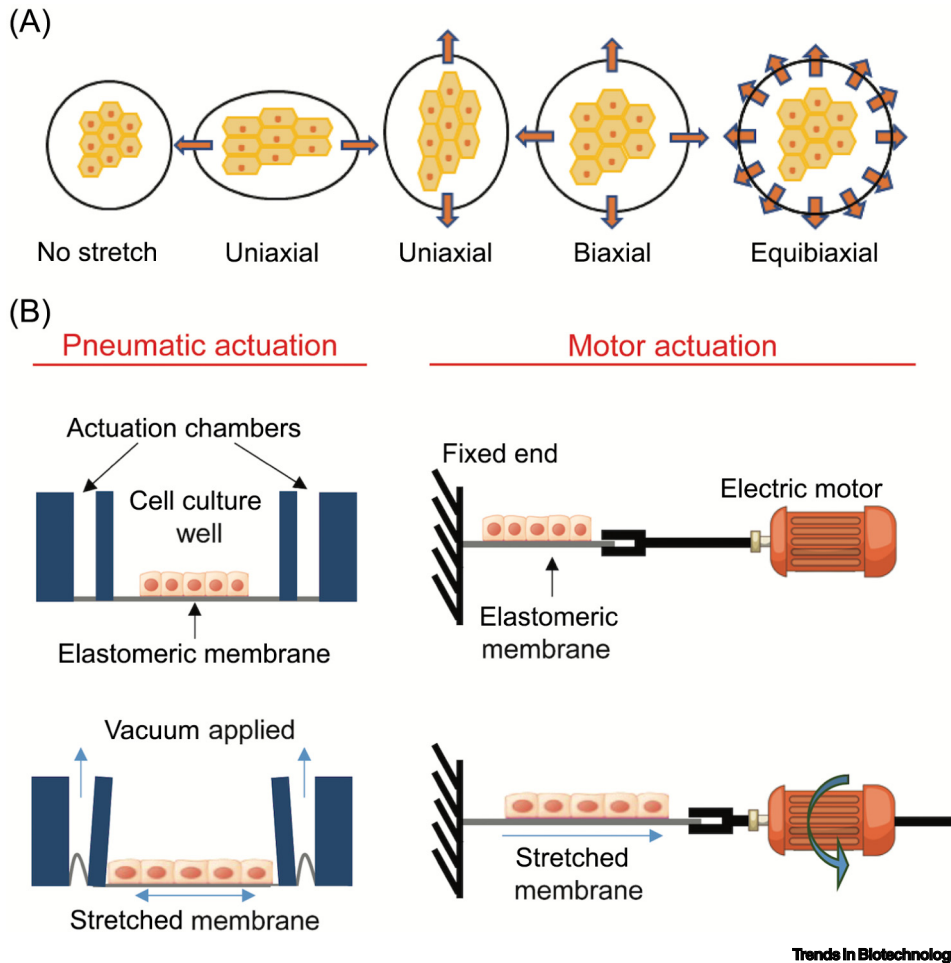 (A)
No stretch
Uniaxial
Uniaxial
Biaxial
Equibiaxial
(B)
Pneumatic actuation
Motor actuation
Actuation chambers
Cell culture
well
Elastomeric membrane
Fixed end
Electric motor
Elastomeric
membrane
Vacuum applied
Stretched membrane
Stretched
membrane
Trends in Biotechnolog